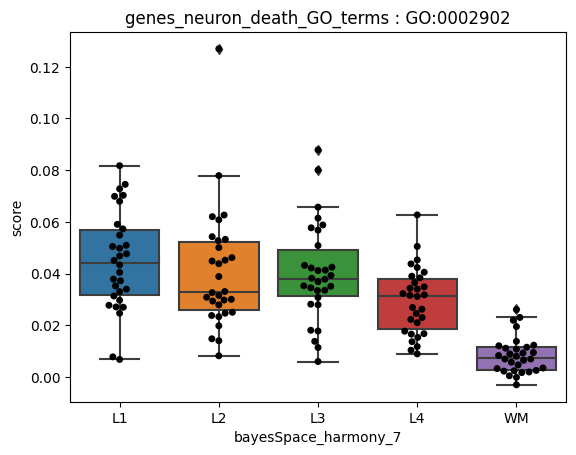 genes_neuron_death_GO_terms : GO:0002902
score
0.12
0.10
0.08
0.06
0.04
0.02
0.00
L1 L2 L3 L4 WM
bayesSpace_harmony_7